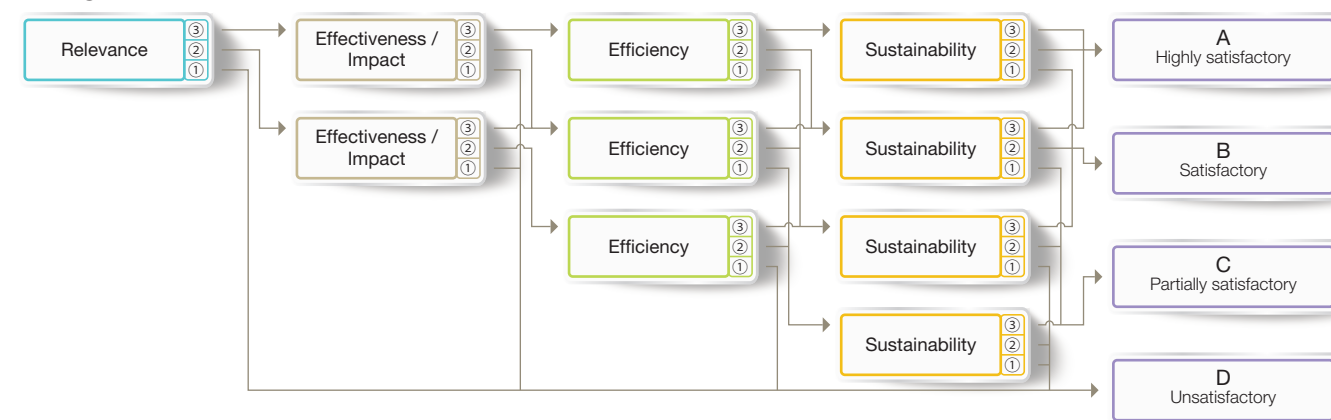 Relevance
③
②
①
Effectiveness /
Impact
③
②
①
Efficiency
③
②
①
Sustainability
③
②
①
A
Highly satisfactory
Effectiveness /
Impact
③
②
①
Efficiency
③
②
①
Sustainability
③
②
①
B
Satisfactory
Efficiency
③
②
①
Sustainability
③
②
①
C
Partially satisfactory
Sustainability
③
②
①
D
Unsatisfactory